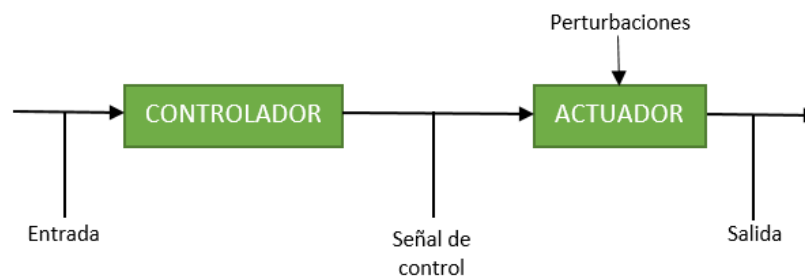 Perturbaciones
CONTROLADOR
ACTUADOR
Entrada
Señal de
control
Salida